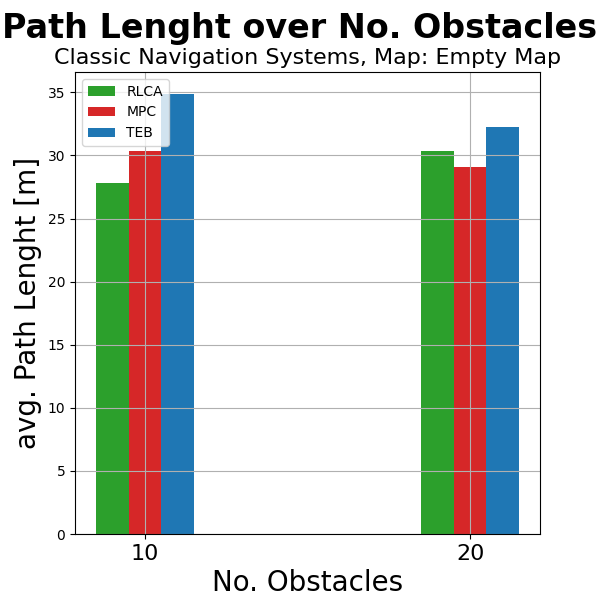 Path Lenght over No. Obstacles
Classic Navigation Systems, Map: Empty Map
RLCA
MPC
TEB
avg. Path Lenght [m]
35
30
25
20
15
10
5
0
10 20
No. Obstacles